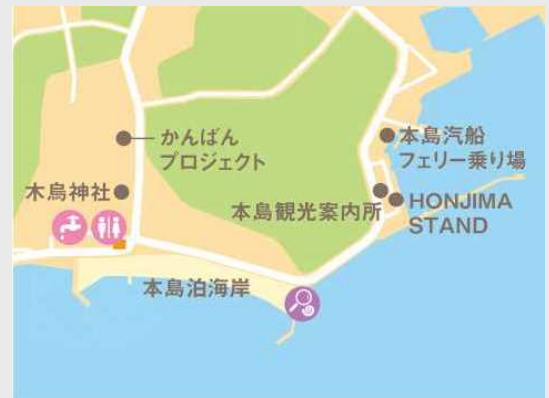 かんばん
プロジェクト
木烏神社
本島汽船
フェリー乗り場
本島観光案内所
HONJIMA
STAND
本島泊海岸